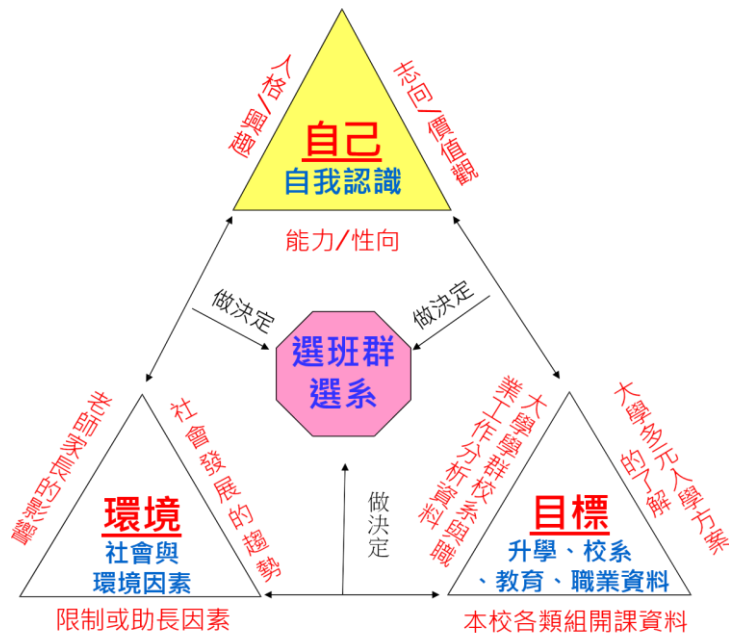 人格
興趣/
志向/價值觀
自己
自我認識
能力/性向
做決定
做決定
選班群
選系
老師家長的影響
社會發展的趨勢
環境
社會與
環境因素
限制或助長因素
做決定
大學學群校系與職
業工作分析資料
大學多元入學方案
的了解
目標
升學、校系
、教育、職業資料
本校各類組開課資料